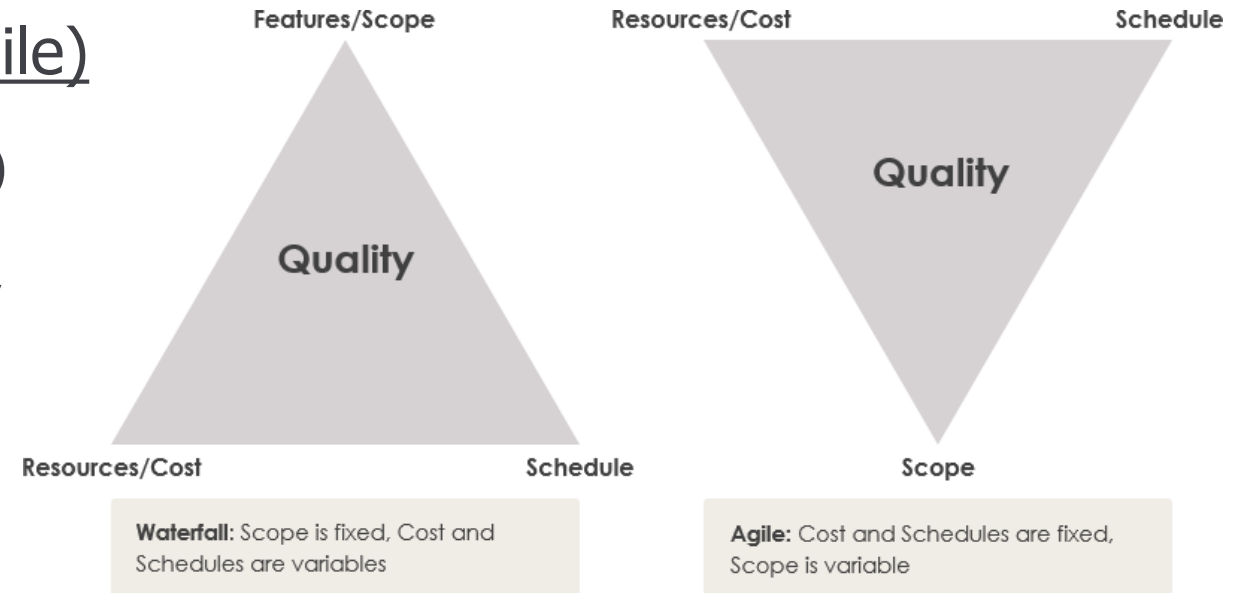 ile)
)
Features/Scope
Quality
Resources/Cost Schedule
Waterfall: Scope is fixed, Cost and
Schedules are variables
Resources/Cost Schedule
Quality
Scope
Agile: Cost and Schedules are fixed,
Scope is variable